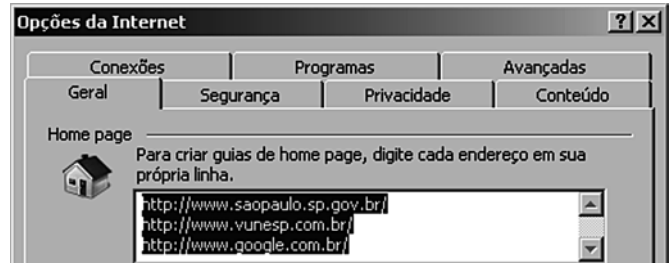 Opções da Internet
Conexões Programas Avançadas
Geral Segurança Privacidade Conteúdo
Home page
Para criar guias de home page, digite cada endereço em sua
própria linha.
http://www.saopaulo.sp.gov.br/
http://www.vunesp.com.br/
http://www.google.com.br/